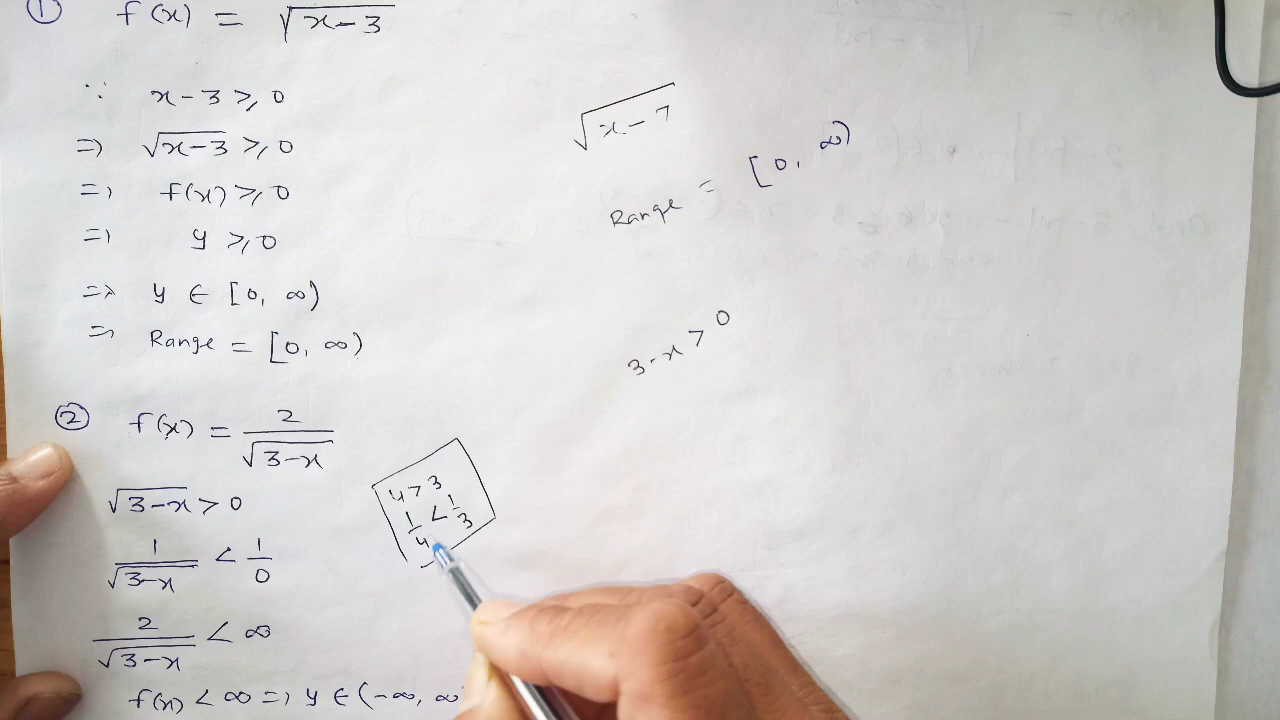 ① f(x) = √(x-3)
∵ x-3 ⩾ 0
⇒ √(x-3) ⩾ 0
⇒ f(x) ⩾ 0
⇒ y ⩾ 0
⇒ y ∈ [0, ∞)
⇒ Range = [0, ∞)
√(x-7
Range = [0, ∞)
3-x > 0
② f(x) = 2/√(3-x)
√(3-x) > 0
1/√(3-x) < 1/0
2/√(3-x) < ∞
f(x) < ∞ ⇒ y ∈ (-∞, ∞
4 > 3
1/4 < 1/3